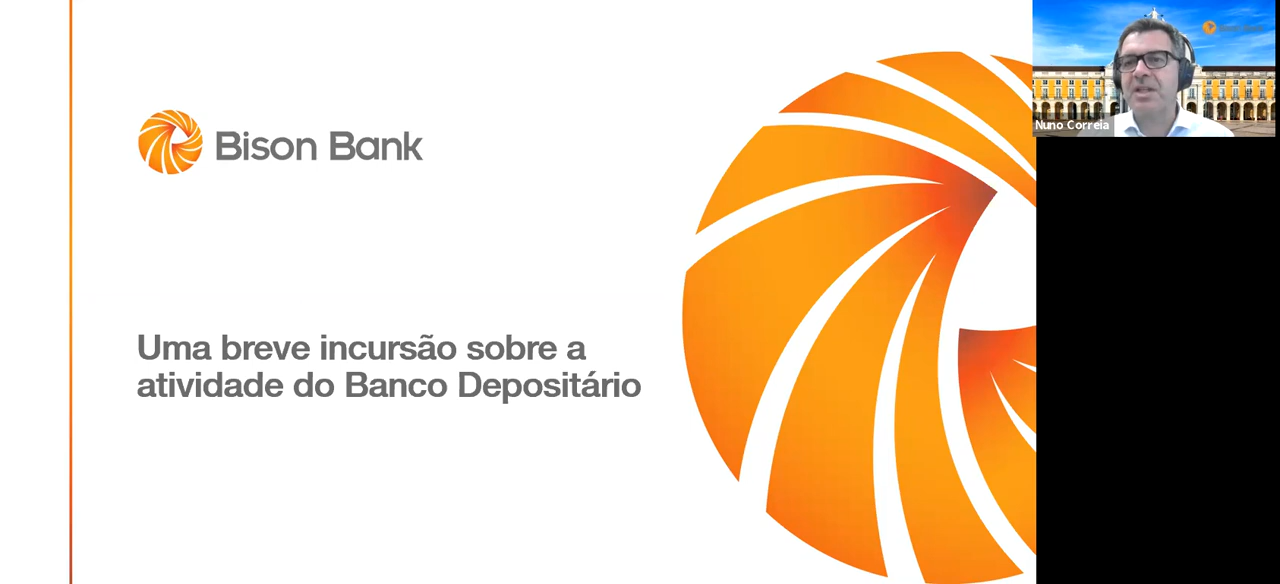 Bison Bank
Uma breve incursão sobre a
atividade do Banco Depositário
Nuno Correia